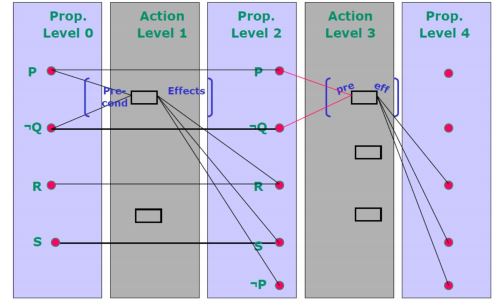 Prop.
Level 0
Action
Level 1
Prop.
Level 2
Action
Level 3
Prop.
Level 4
P
Pre-
cond
Effects
P
pre
eff
¬Q
¬Q
R
R
S
S
¬P